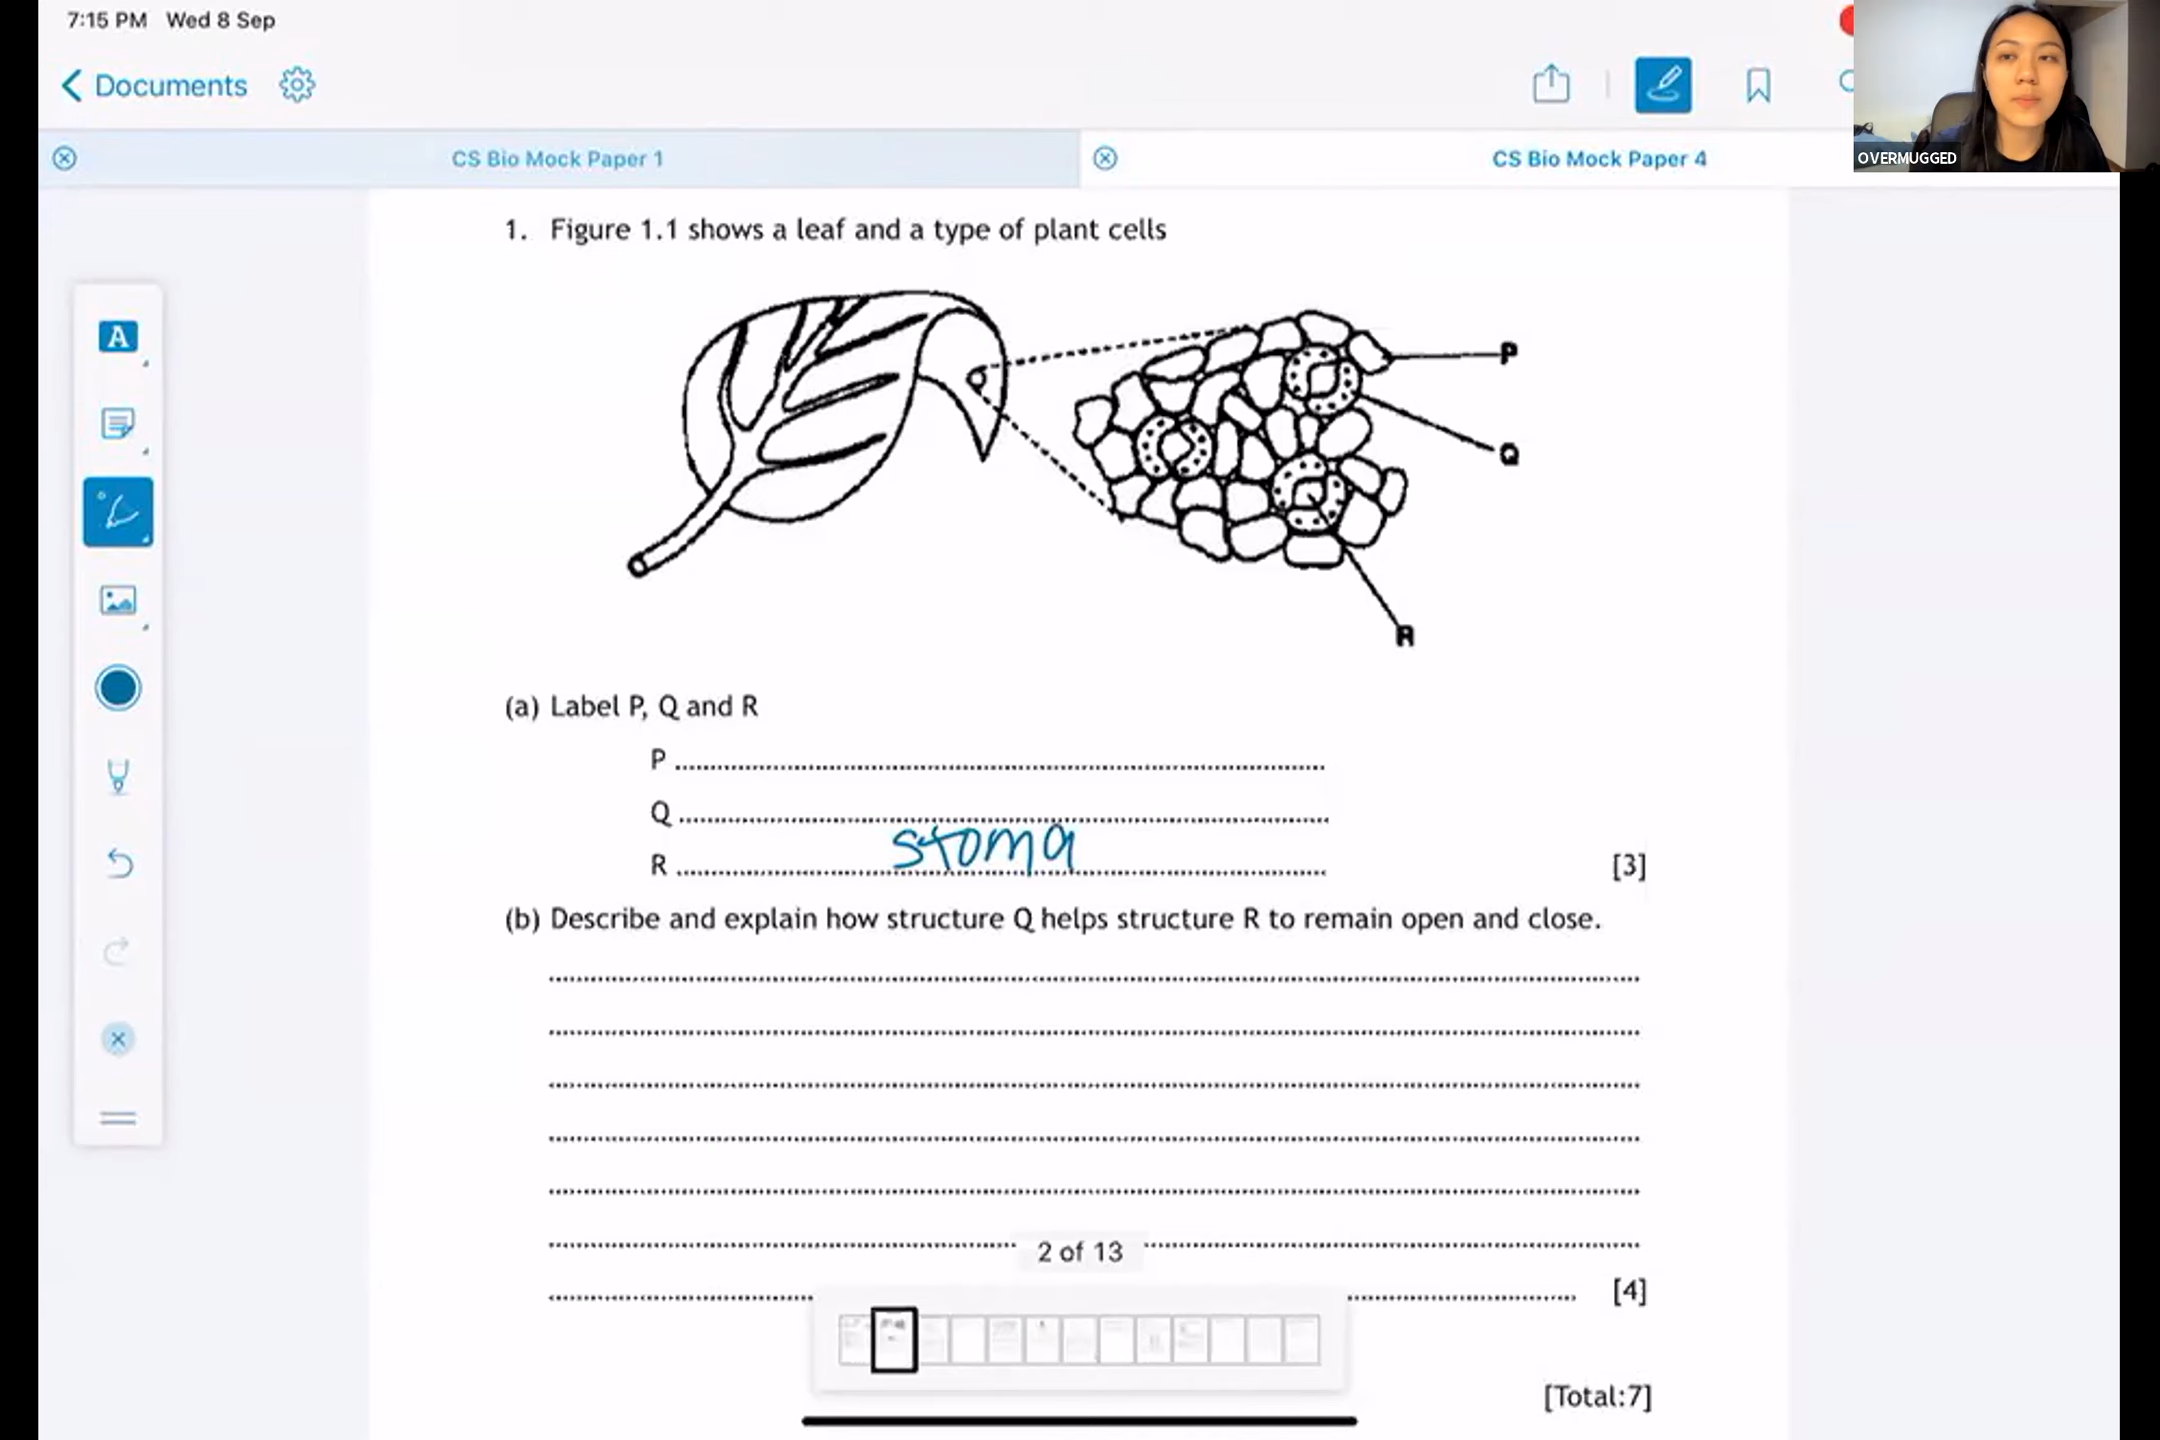 7:15 PM Wed 8 Sep
Documents
OVERMUGGED
CS Bio Mock Paper 1
CS Bio Mock Paper 4
1. Figure 1.1 shows a leaf and a type of plant cells
P
Q
R
(a) Label P, Q and R
P
Q
R stoma [3]
(b) Describe and explain how structure Q helps structure R to remain open and close.
2 of 13
[4]
[Total:7]